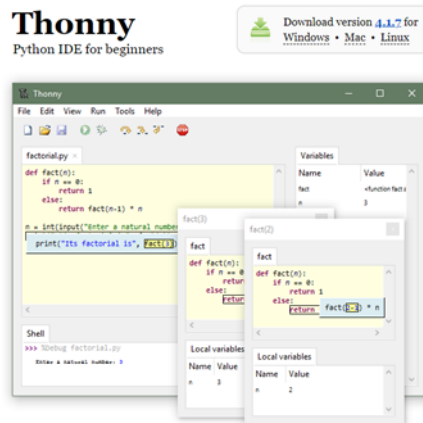 Thonny
Python IDE for beginners
Download version 4.1.7 for
Windows • Mac • Linux
Thonny
File Edit View Run Tools Help
factorial.py ×
def fact(n):
    if n == 0:
        return 1
    else:
        return fact(n-1) * n
n = int(input("Enter a natural number
print("Its factorial is", fact(3)
Shell
>>> %Debug factorial.py
Enter a natural number: 3
Variables
Name Value
fact <function fact a
n 3
fact(3)
fact
def fact(n):
    if n == 0:
        return
    else:
        retur
Local variables
Name Value
n 3
fact(2)
fact
def fact(n):
    if n == 0:
        return 1
    else:
        return fact(2-1) * n
Local variables
Name Value
n 2